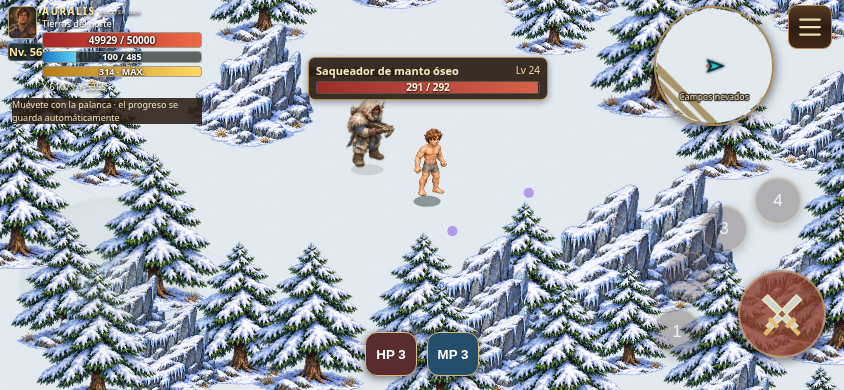 AURALIS
Tierras del norte
49929 / 50000
Nv. 56
100 / 485
314 · MAX.
Muévete con la palanca · el progreso se
guarda automáticamente
Saqueador de manto óseo
Lv 24
291 / 292
Campos nevados
4
3
1
HP 3
MP 3